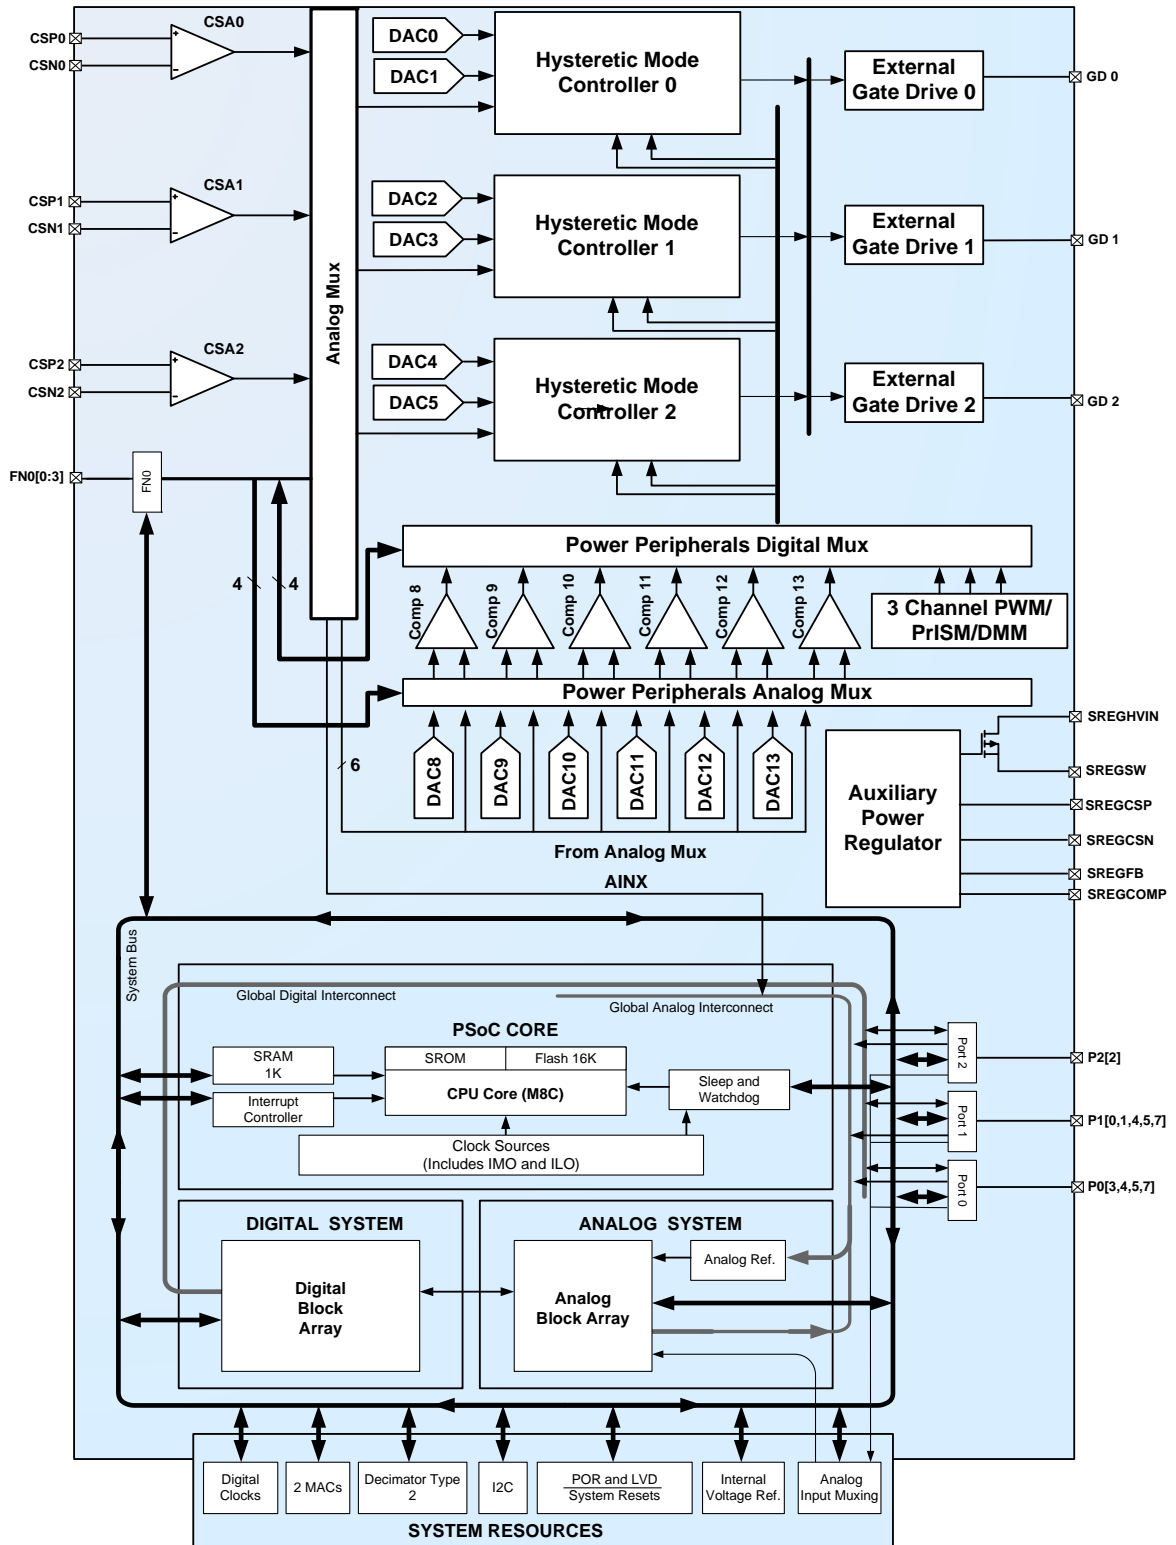 CSP0
CSN0
CSA0
DAC0
DAC1
Hysteretic Mode
Controller 0
External
Gate Drive 0
GD 0
CSP1
CSN1
CSA1
Analog Mux
DAC2
DAC3
Hysteretic Mode
Controller 1
External
Gate Drive 1
GD 1
CSP2
CSN2
CSA2
DAC4
DAC5
Hysteretic Mode
Controller 2
External
Gate Drive 2
GD 2
FN0[0:3]
FN0
4
4
Power Peripherals Digital Mux
Comp 8
Comp 9
Comp 10
Comp 11
Comp 12
Comp 13
3 Channel PWM/
PrISM/DMM
Power Peripherals Analog Mux
DAC8
DAC9
DAC10
DAC11
DAC12
DAC13
6
From Analog Mux
AINX
Auxiliary
Power
Regulator
SREGHVIN
SREGSW
SREGCSP
SREGCSN
SREGFB
SREGCOMP
System Bus
Global Digital Interconnect
Global Analog Interconnect
PSoC CORE
SRAM
1K
SROM
Flash 16K
CPU Core (M8C)
Interrupt
Controller
Sleep and
Watchdog
Clock Sources
(Includes IMO and ILO)
Port 2
P2[2]
Port 1
P1[0,1,4,5,7]
Port 0
P0[3,4,5,7]
DIGITAL SYSTEM
Digital
Block
Array
ANALOG SYSTEM
Analog Ref.
Analog
Block Array
Digital
Clocks
2 MACs
Decimator Type
2
I2C
POR and LVD
System Resets
Internal
Voltage Ref.
Analog
Input Muxing
SYSTEM RESOURCES